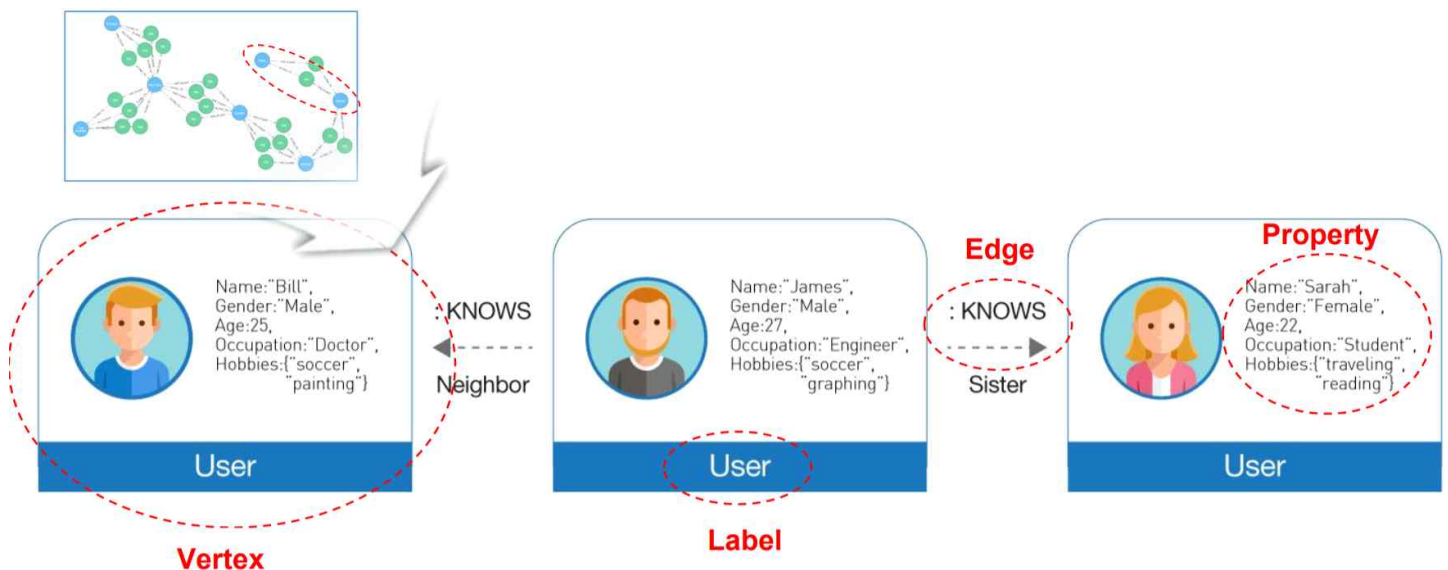 Name:"Bill",
Gender:"Male",
Age:25,
Occupation:"Doctor",
Hobbies:{"soccer",
"painting"}
User
Vertex
: KNOWS
Neighbor
Name:"James",
Gender:"Male",
Age:27,
Occupation:"Engineer",
Hobbies:{"soccer",
"graphing"}
User
Label
Edge
: KNOWS
Sister
Property
Name:"Sarah",
Gender:"Female",
Age:22,
Occupation:"Student",
Hobbies:{"traveling",
"reading"}
User